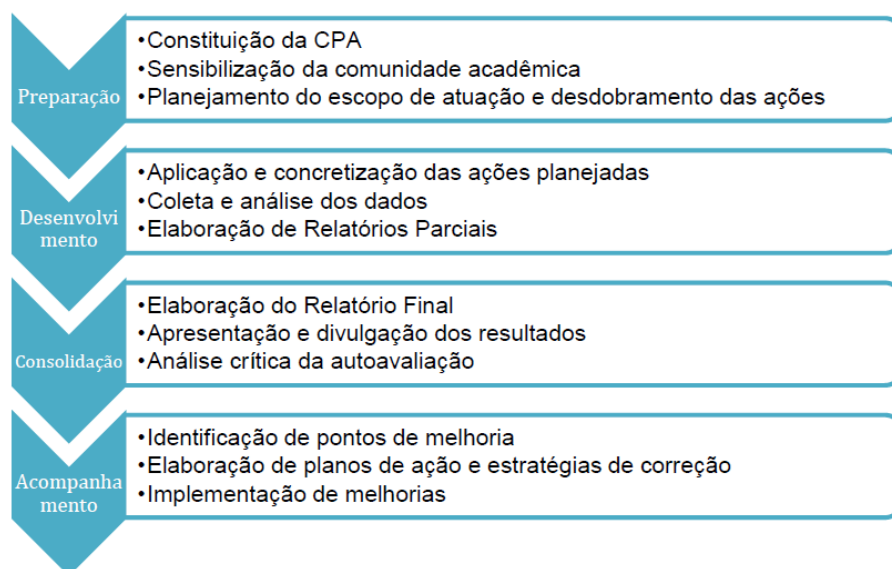 Preparação
•Constituição da CPA
•Sensibilização da comunidade acadêmica
•Planejamento do escopo de atuação e desdobramento das ações
Desenvolvi
mento
•Aplicação e concretização das ações planejadas
•Coleta e análise dos dados
•Elaboração de Relatórios Parciais
Consolidação
•Elaboração do Relatório Final
•Apresentação e divulgação dos resultados
•Análise crítica da autoavaliação
Acompanha
mento
•Identificação de pontos de melhoria
•Elaboração de planos de ação e estratégias de correção
•Implementação de melhorias